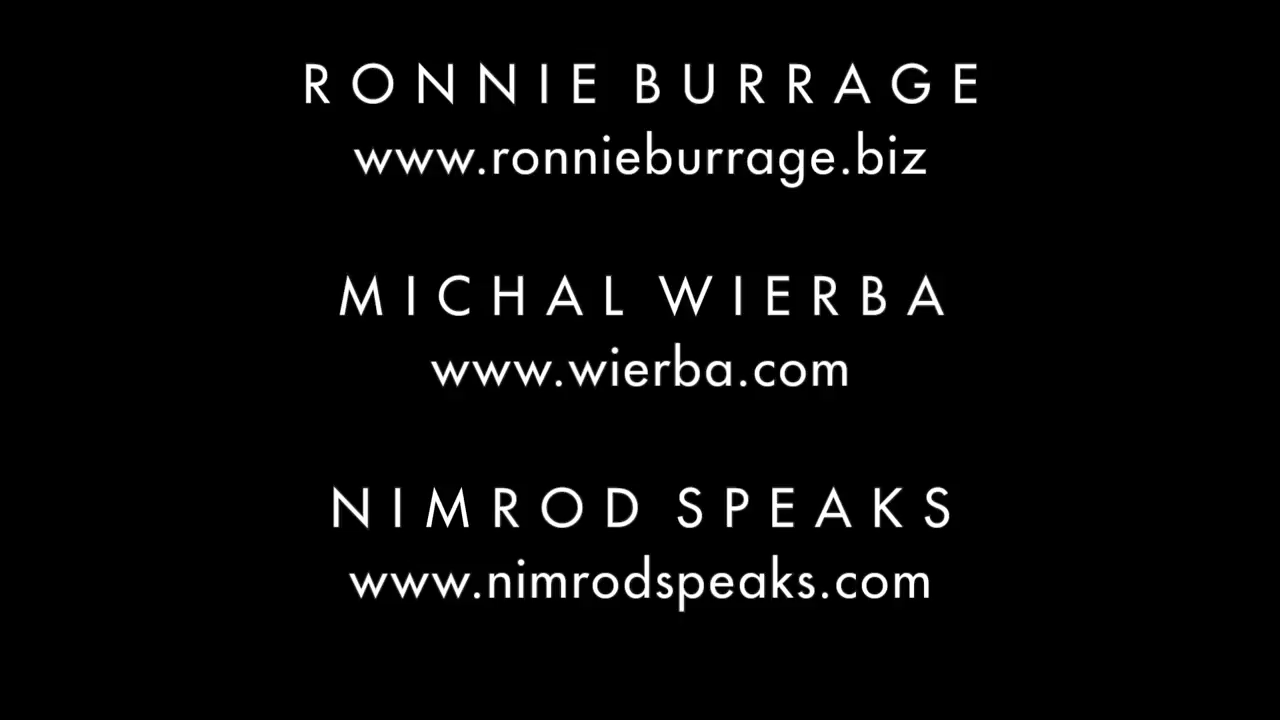 RONNIE BURRAGE
www.ronnieburrage.biz
MICHAL WIERBA
www.wierba.com
NIMROD SPEAKS
www.nimrodspeaks.com